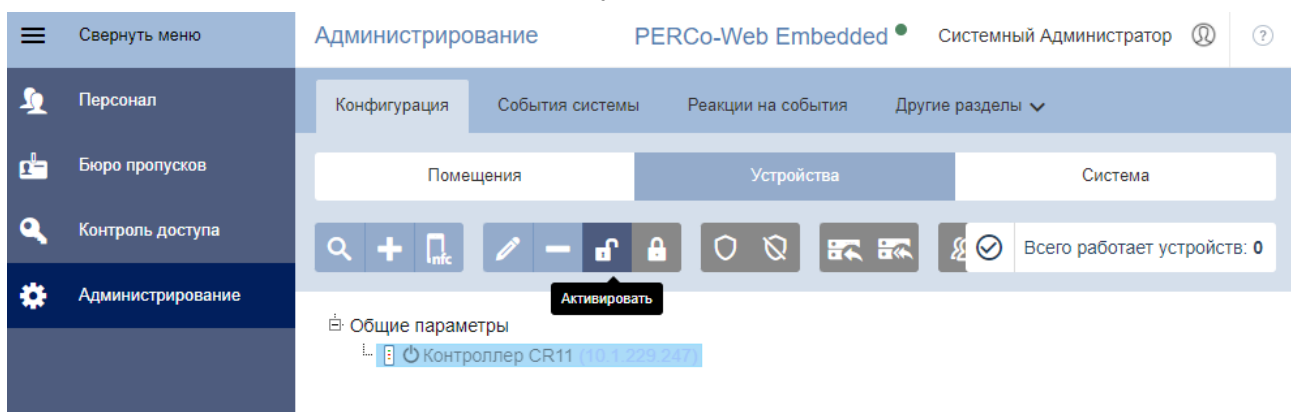 Свернуть меню
Администрирование PERCo-Web Embedded Системный Администратор ?
Персонал
Конфигурация События системы Реакции на события Другие разделы
Бюро пропусков
Помещения Устройства Система
Контроль доступа
nfc Всего работает устройств: 0
Администрирование
Активировать
Общие параметры
Контроллер CR11 (10.1.229.247)